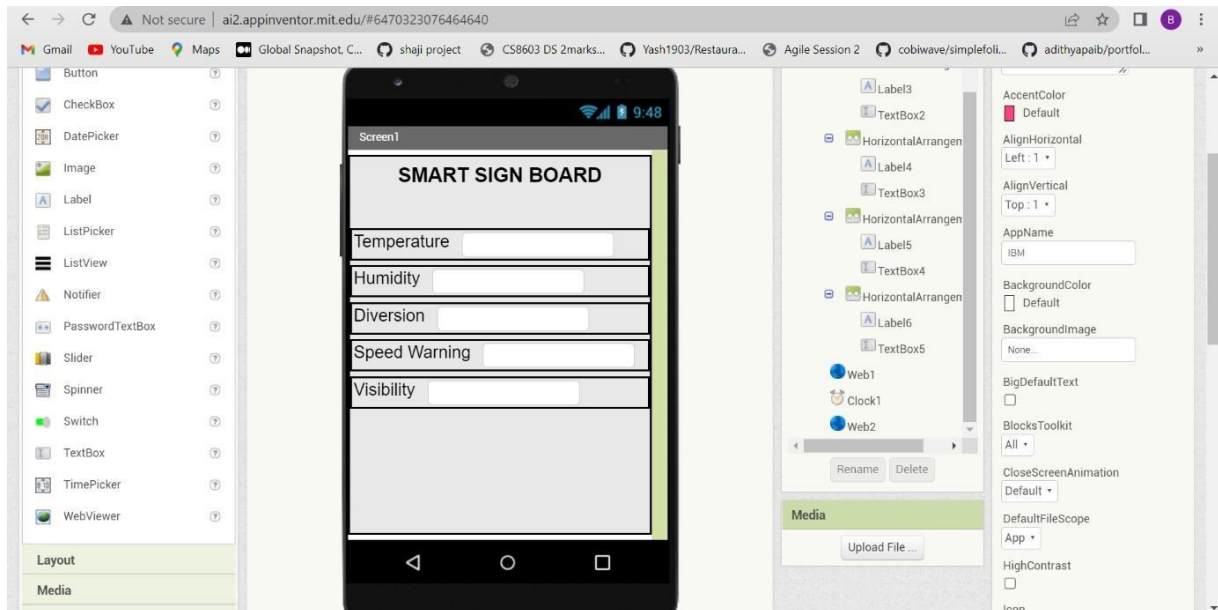 Not secure | ai2.appinventor.mit.edu/#6470323076464640
B
Gmail YouTube Maps Global Snapshot, C... shaji project CS8603 DS 2marks... Yash1903/Restaura... Agile Session 2 cobiwave/simplefoli... adithyapaib/portfol... »
Button
CheckBox
DatePicker
Image
Label
ListPicker
ListView
Notifier
PasswordTextBox
Slider
Spinner
Switch
TextBox
TimePicker
WebViewer
Layout
Media
9:48
Screen1
SMART SIGN BOARD
Temperature
Humidity
Diversion
Speed Warning
Visibility
Label3
TextBox2
HorizontalArrangen
Label4
TextBox3
HorizontalArrangen
Label5
TextBox4
HorizontalArrangen
Label6
TextBox5
Web1
Clock1
Web2
Rename Delete
Media
Upload File ...
AccentColor
Default
AlignHorizontal
Left : 1
AlignVertical
Top : 1
AppName
IBM
BackgroundColor
Default
BackgroundImage
None...
BigDefaultText
BlocksToolkit
All
CloseScreenAnimation
Default
DefaultFileScope
App
HighContrast
Icon